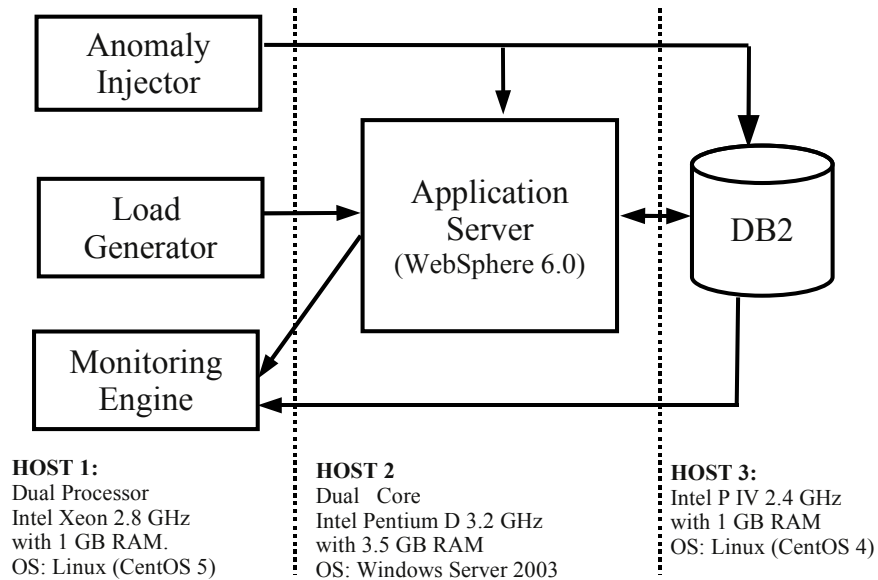 Anomaly
Injector
Load
Generator
Monitoring
Engine
Application
Server
(WebSphere 6.0)
DB2
HOST 1:
Dual Processor
Intel Xeon 2.8 GHz
with 1 GB RAM.
OS: Linux (CentOS 5)
HOST 2
Dual Core
Intel Pentium D 3.2 GHz
with 3.5 GB RAM
OS: Windows Server 2003
HOST 3:
Intel P IV 2.4 GHz
with 1 GB RAM
OS: Linux (CentOS 4)